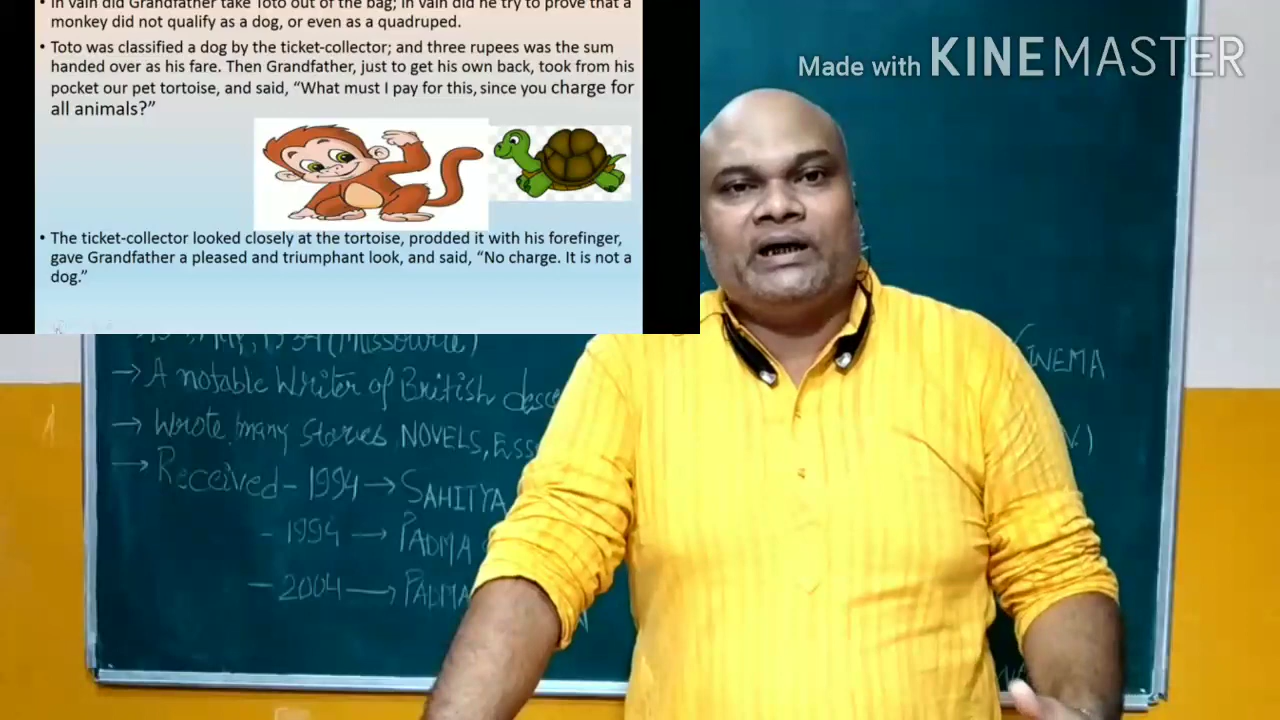 In vain did Grandfather take Toto out of the bag; in vain did he try to prove that a
monkey did not qualify as a dog, or even as a quadruped.
• Toto was classified a dog by the ticket-collector; and three rupees was the sum
handed over as his fare. Then Grandfather, just to get his own back, took from his
pocket our pet tortoise, and said, “What must I pay for this, since you charge for
all animals?”
• The ticket-collector looked closely at the tortoise, prodded it with his forefinger,
gave Grandfather a pleased and triumphant look, and said, “No charge. It is not a
dog.”
Made with KINEMASTER
→ A notable Writer of British desce
→ Wrote many stories, NOVELS, ESS
→ Received - 1994 → SAHITYA
- 1994 → PADMA
- 2004 → PADMA